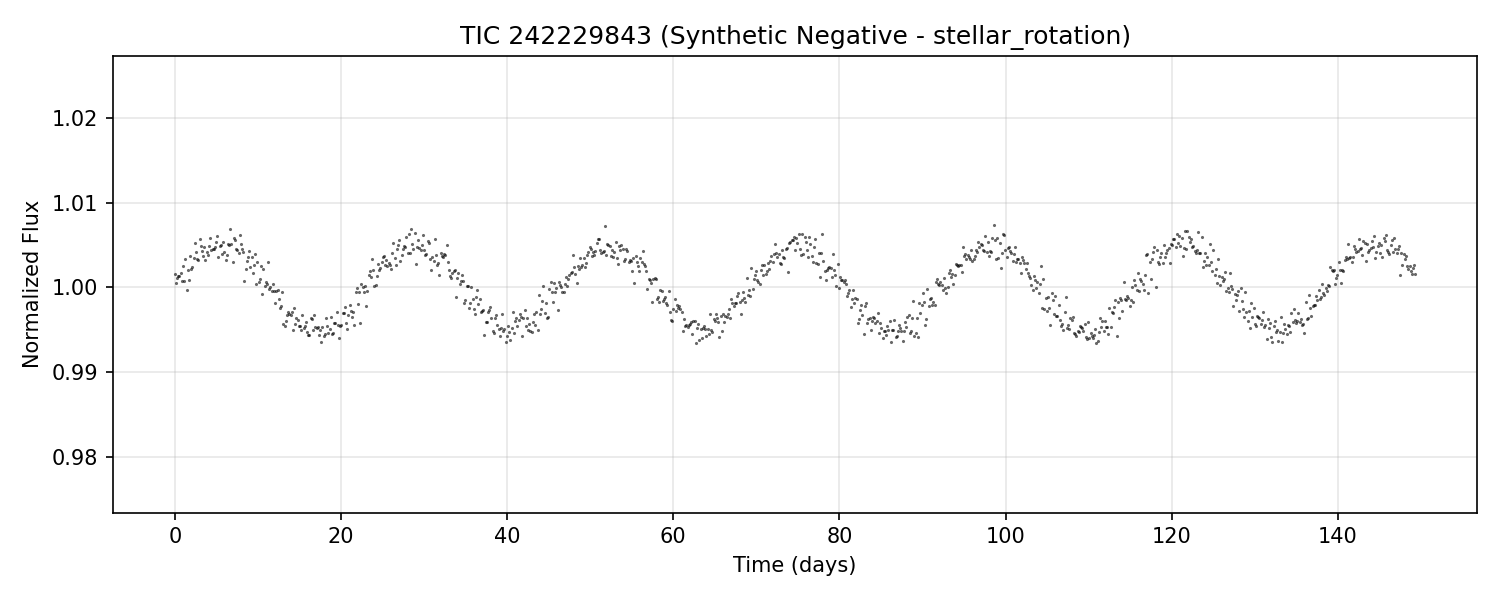 TIC 242229843 (Synthetic Negative - stellar_rotation)
Normalized Flux
1.02
1.01
1.00
0.99
0.98
0 20 40 60 80 100 120 140
Time (days)